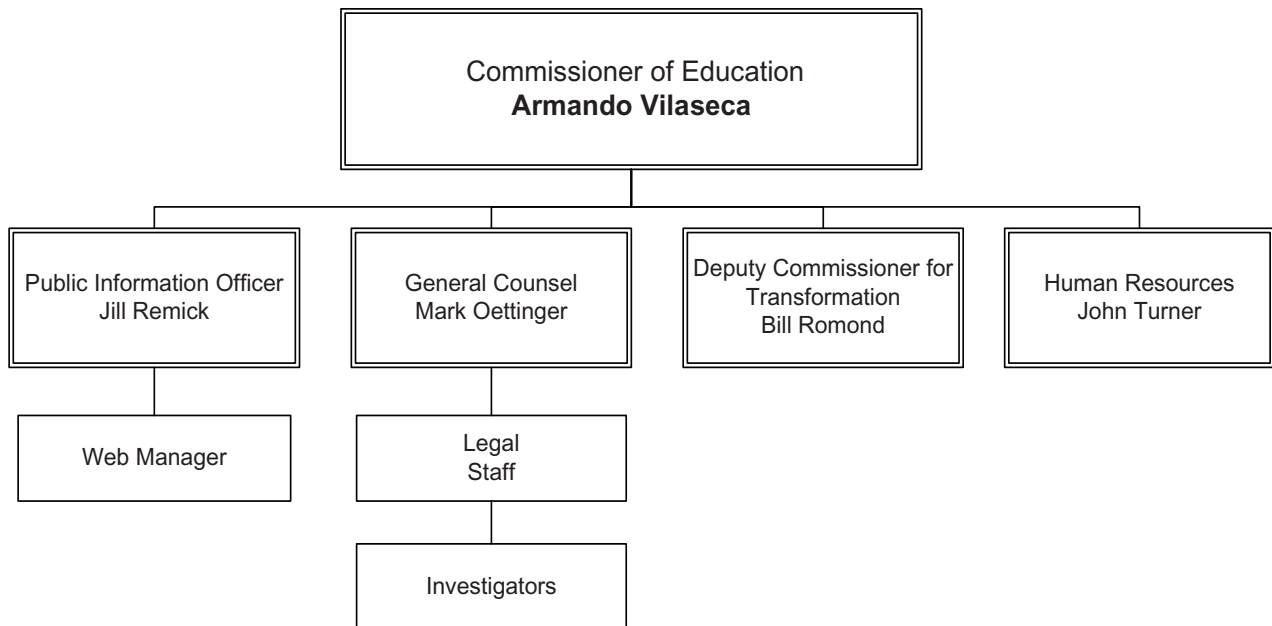 Commissioner of Education
Armando Vilaseca
Public Information Officer
Jill Remick
General Counsel
Mark Oettinger
Deputy Commissioner for
Transformation
Bill Romond
Human Resources
John Turner
Web Manager
Legal
Staff
Investigators